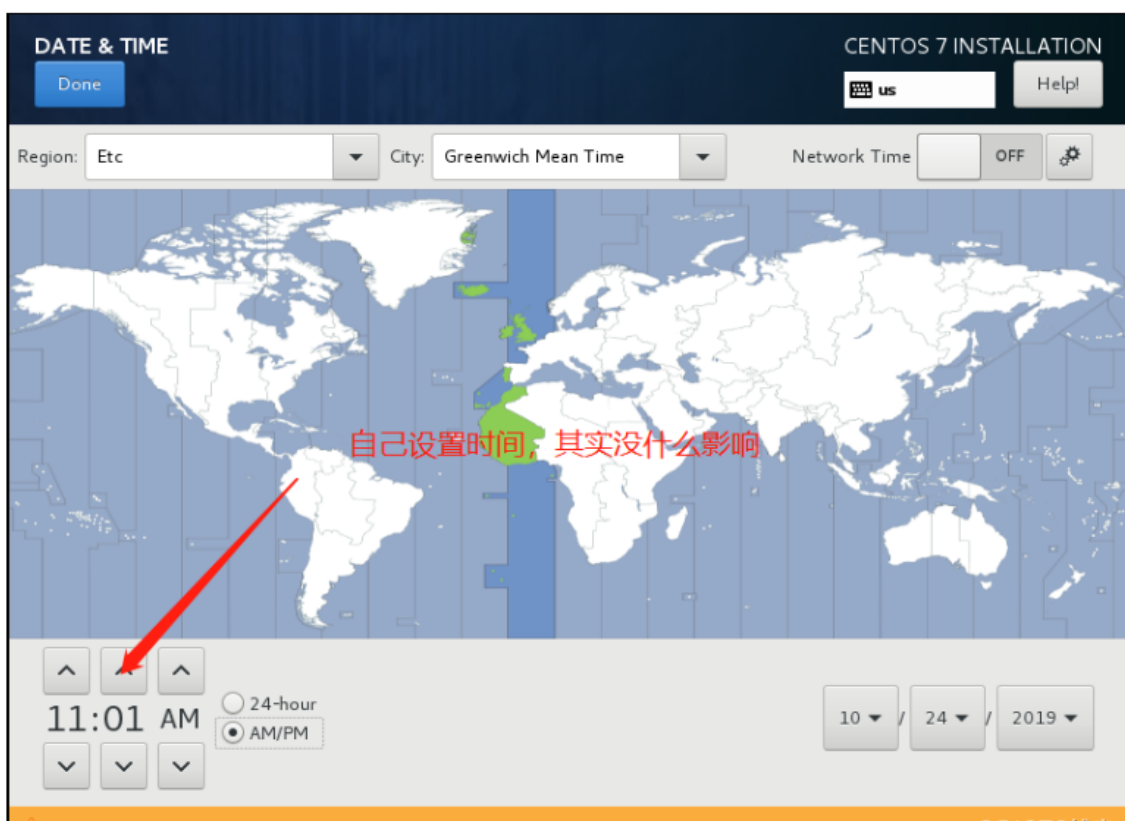 DATE & TIME
CENTOS 7 INSTALLATION
Done
us
Help!
Region:
Etc
City:
Greenwich Mean Time
Network Time
OFF
自己设置时间，其实没什么影响
11:01 AM
24-hour
AM/PM
10 / 24 / 2019